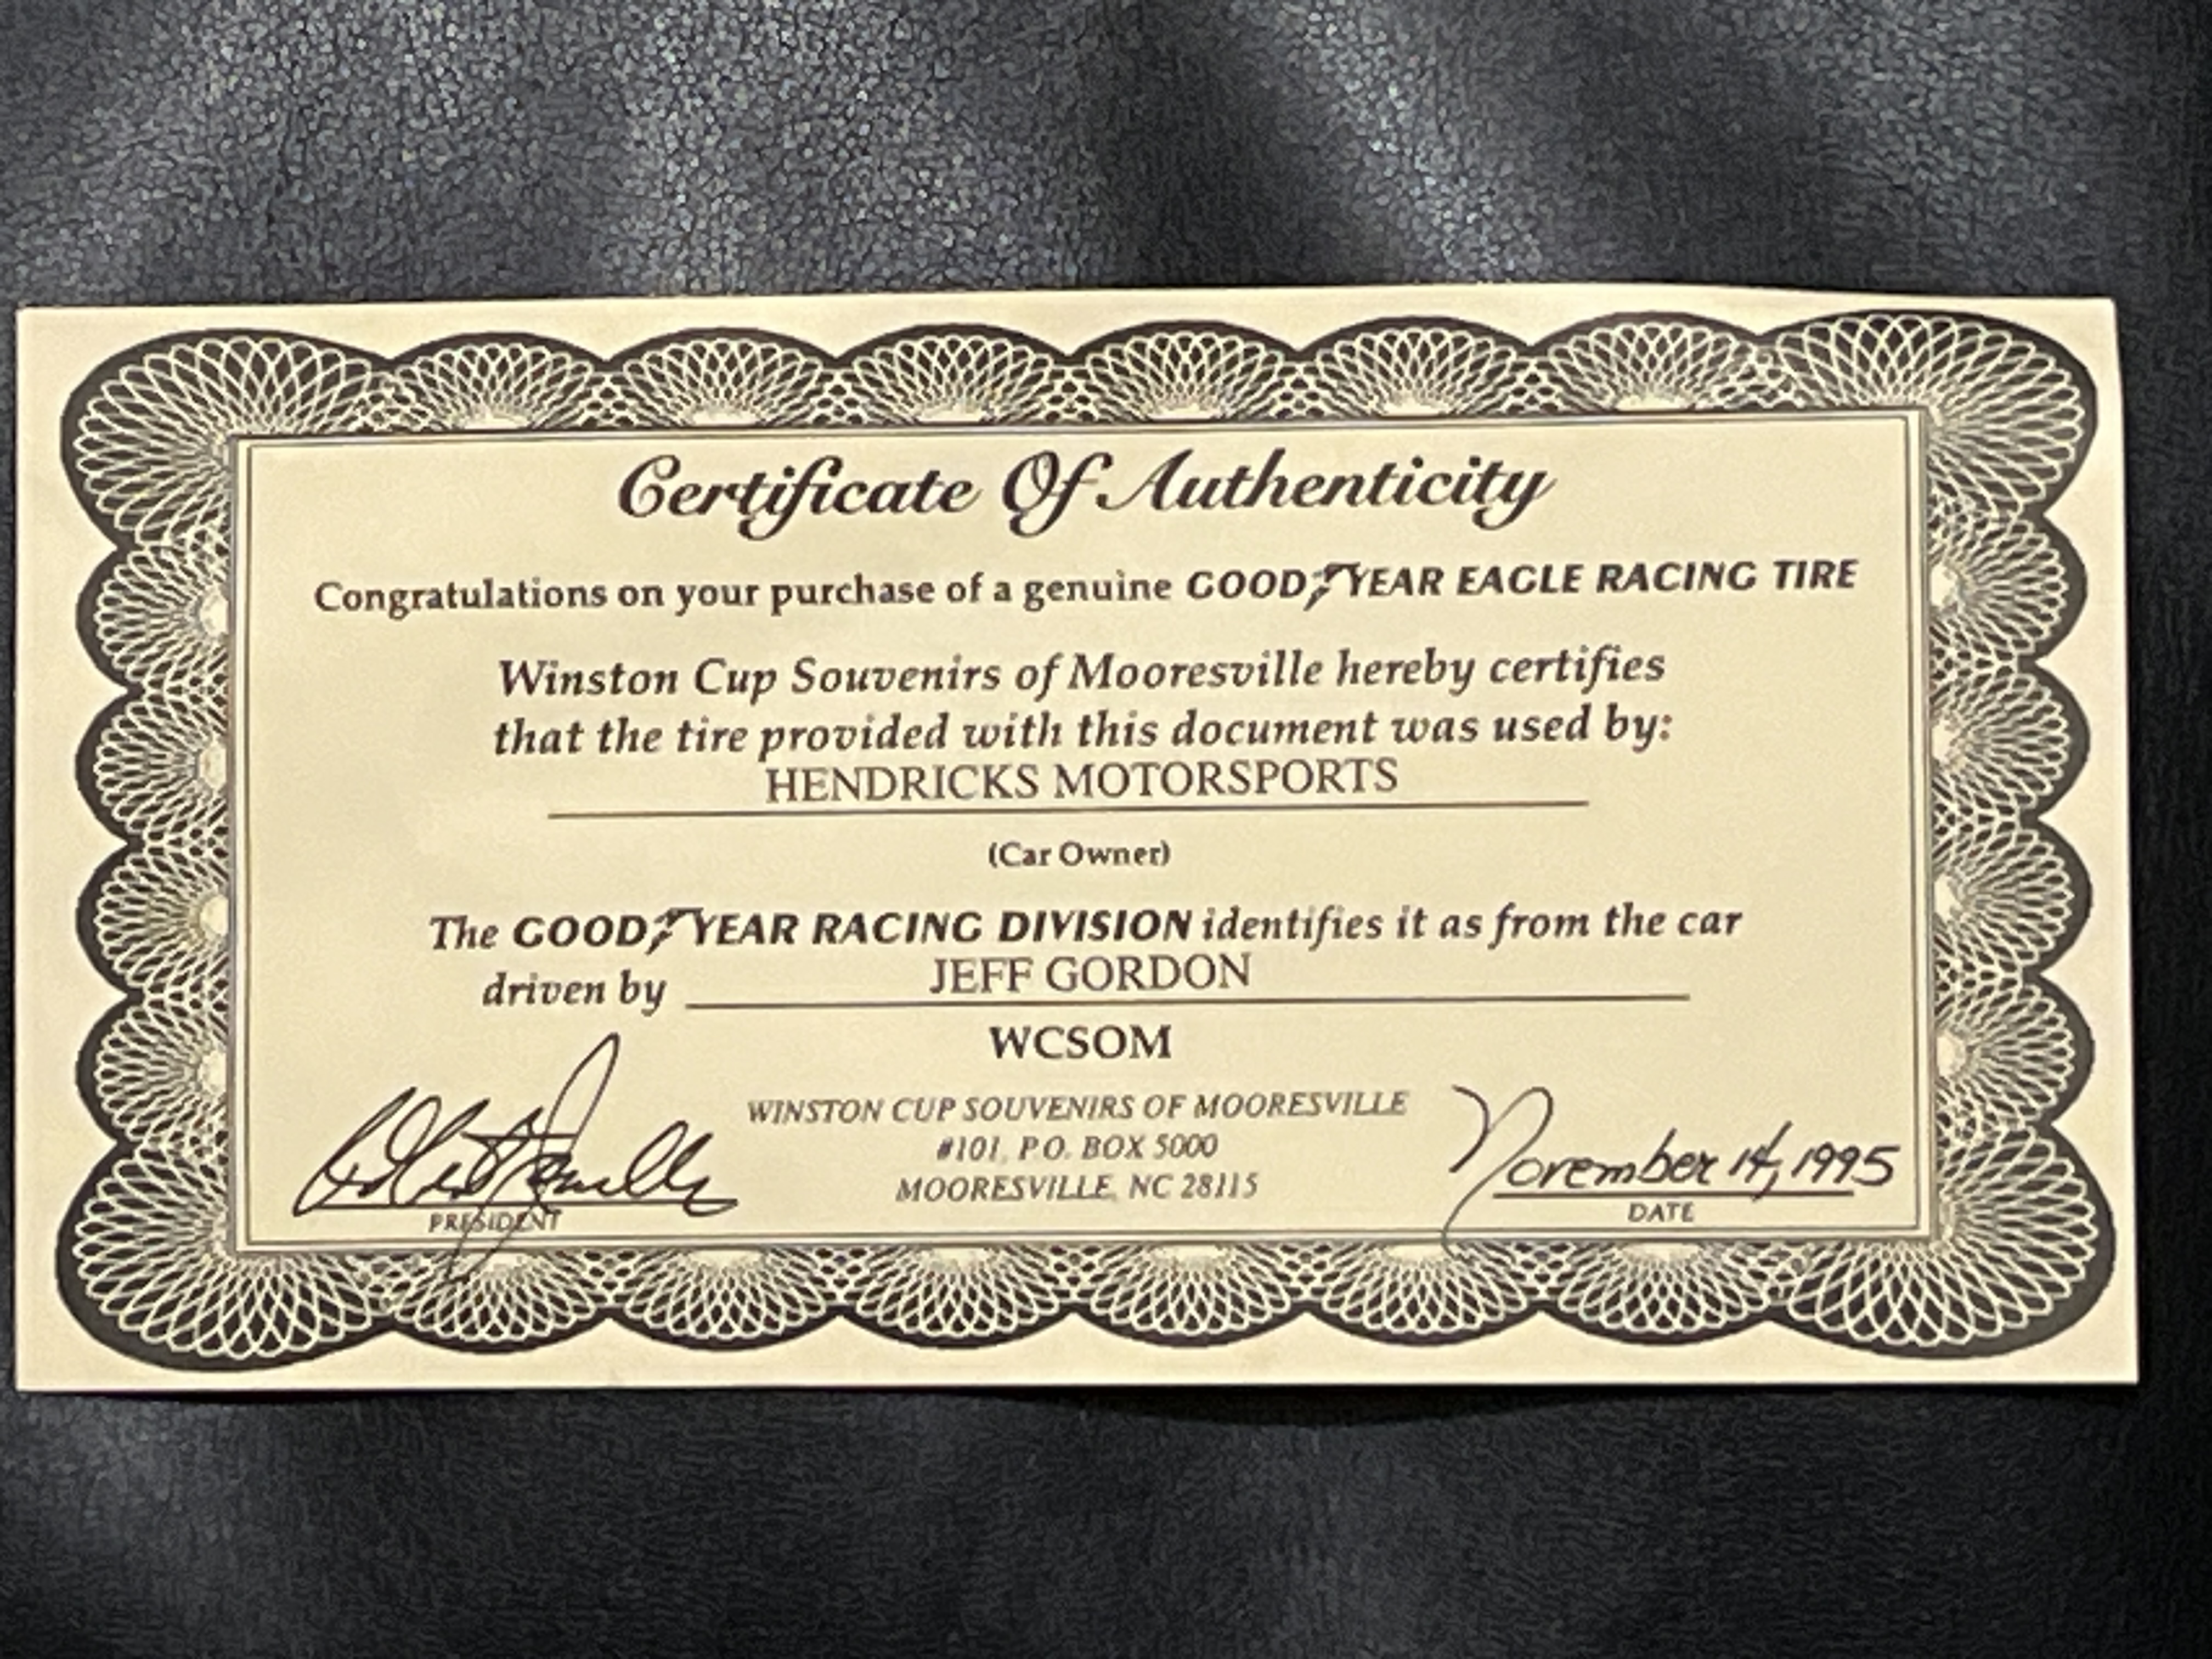 Certificate Of Authenticity
Congratulations on your purchase of a genuine GOODYEAR EAGLE RACING TIRE
Winston Cup Souvenirs of Mooresville hereby certifies
that the tire provided with this document was used by:
HENDRICKS MOTORSPORTS
(Car Owner)
The GOODYEAR RACING DIVISION identifies it as from the car
JEFF GORDON
driven by
WCSOM
WINSTON CUP SOUVENIRS OF MOORESVILLE
#101, P.O. BOX 5000
MOORESVILLE, NC 28115
PRESIDENT
November 14, 1995
DATE